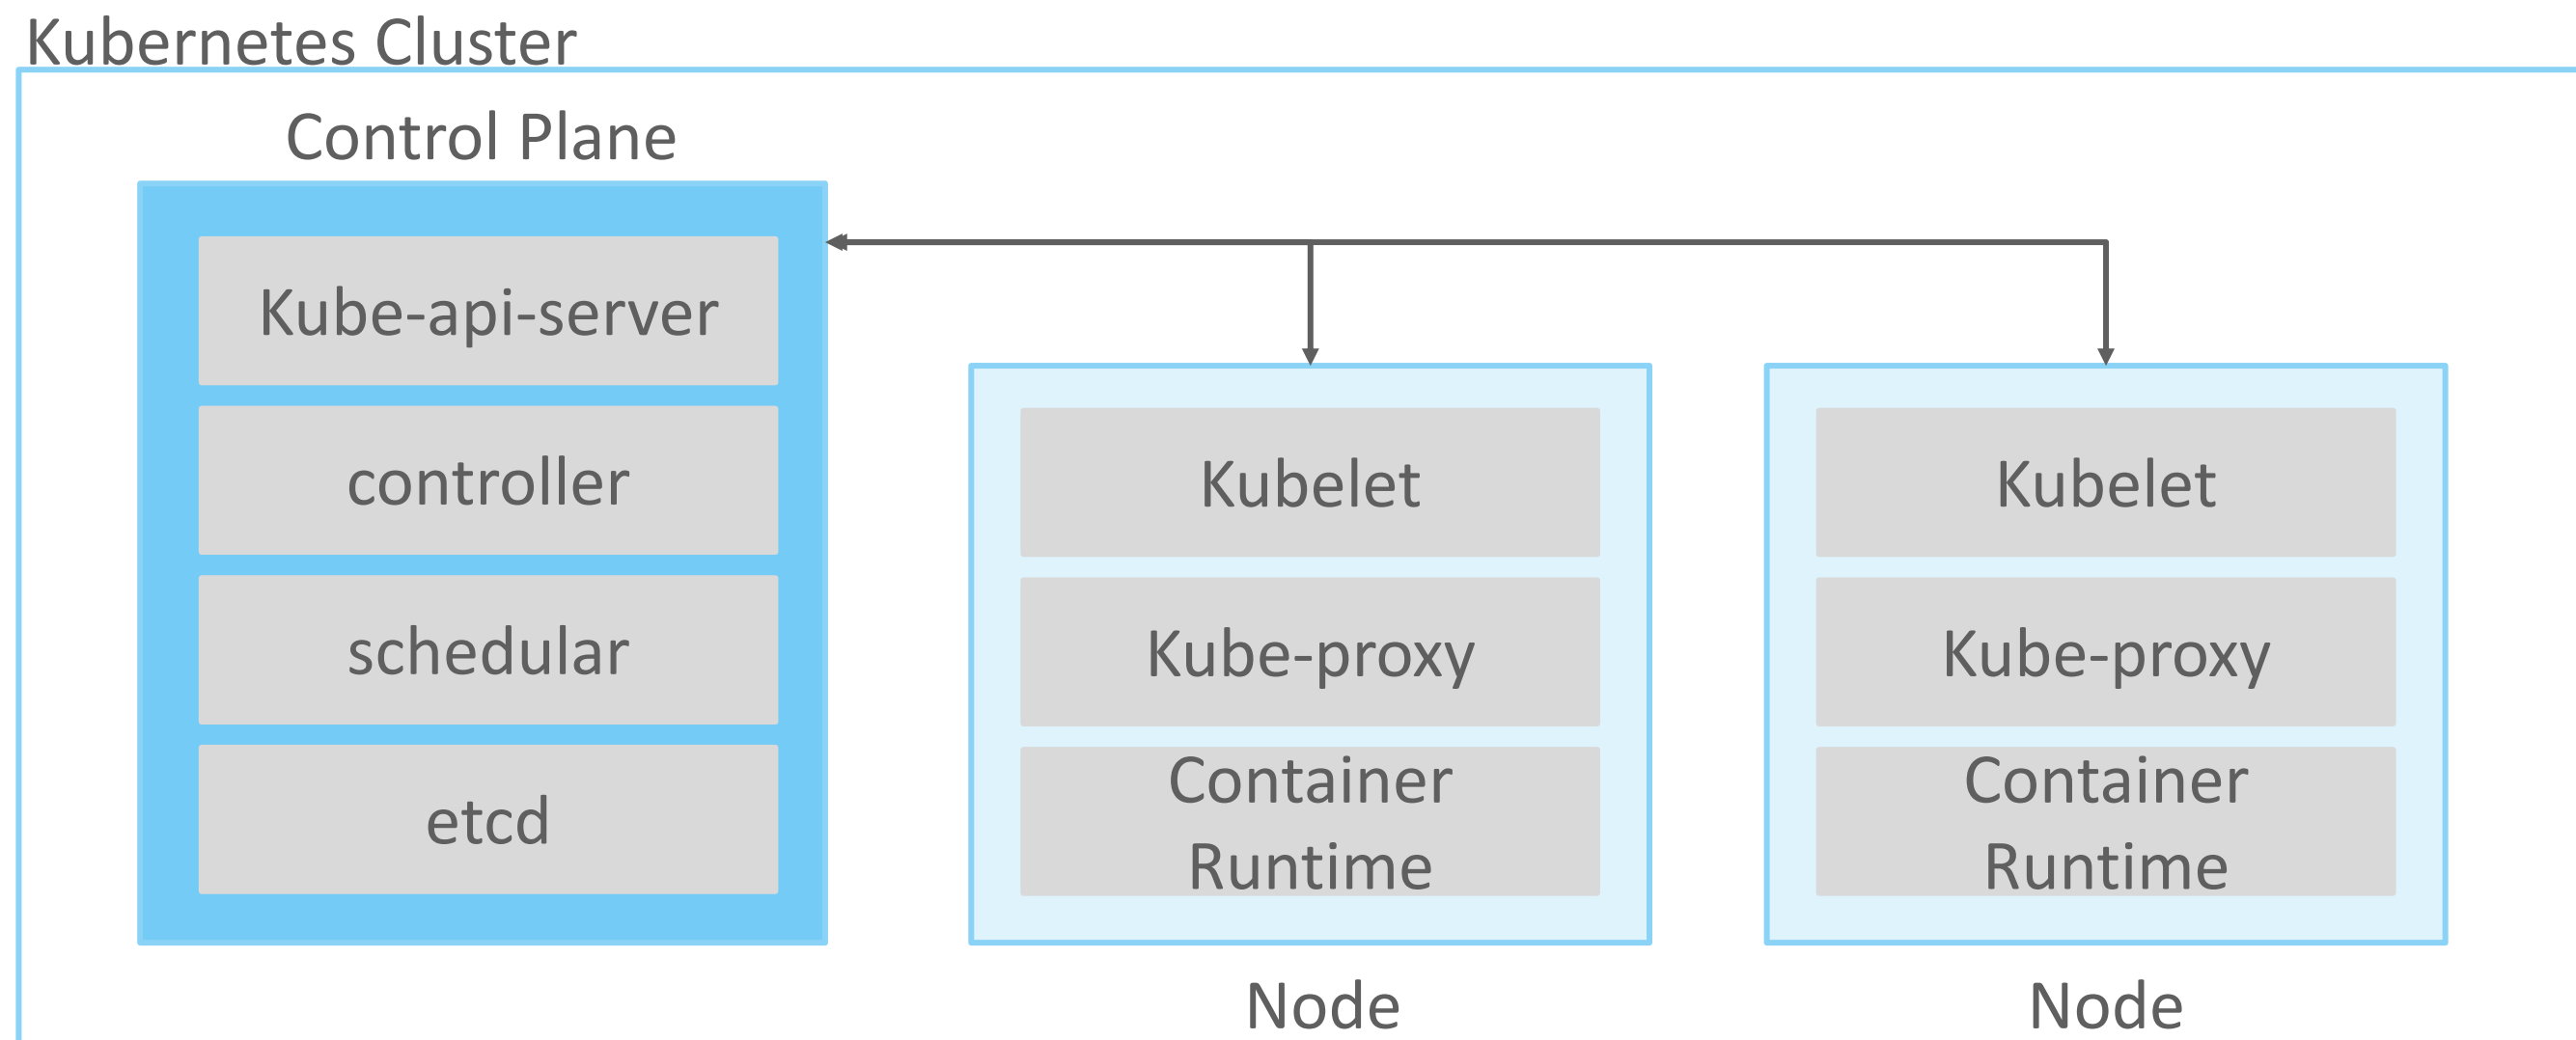 Kubernetes Cluster
Control Plane
Kube-api-server
controller
schedular
etcd
Kubelet
Kube-proxy
Container
Runtime
Node
Kubelet
Kube-proxy
Container
Runtime
Node